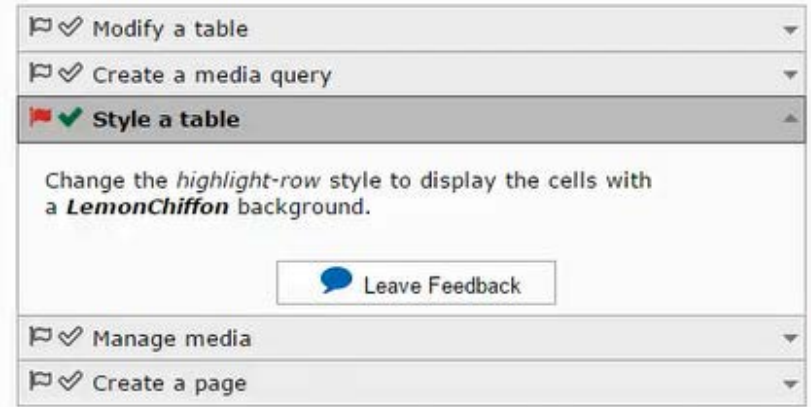 Modify a table
Create a media query
Style a table
Change the highlight-row style to display the cells with
a LemonChiffon background.
Leave Feedback
Manage media
Create a page